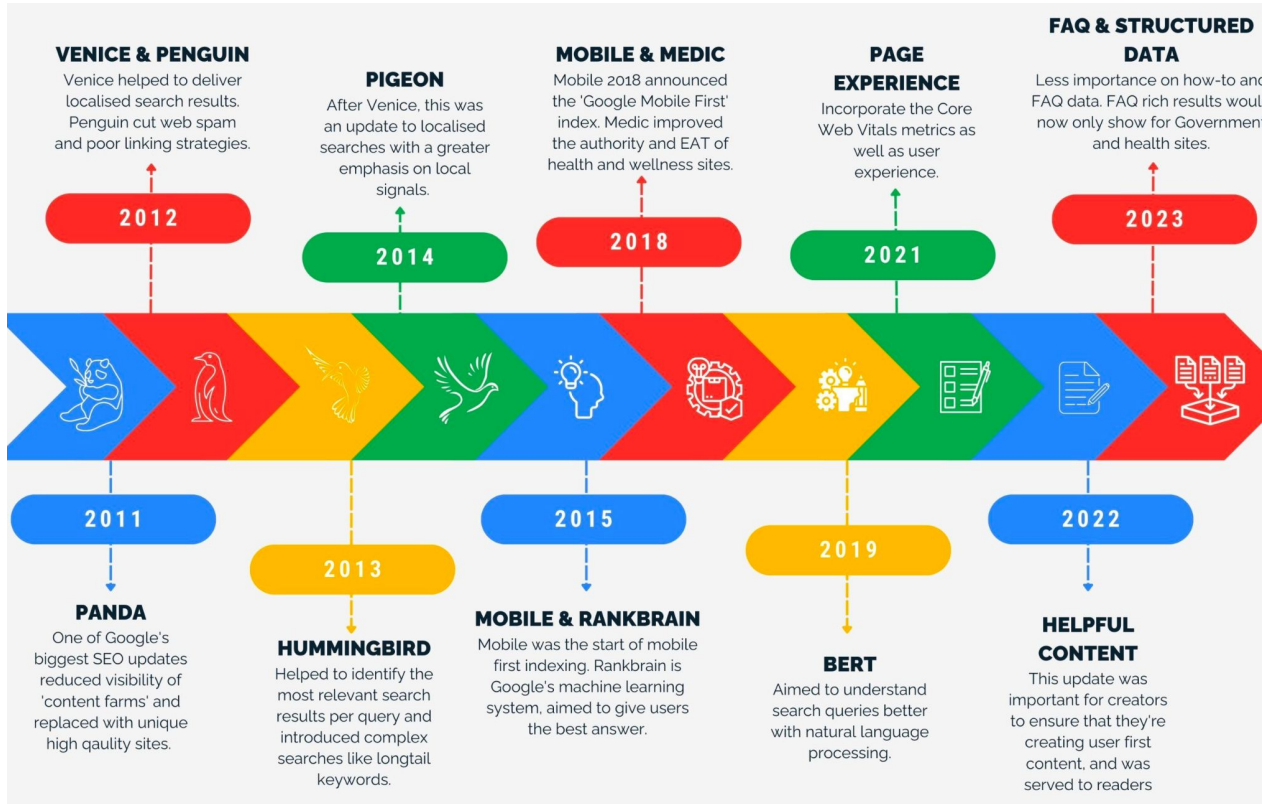 VENICE & PENGUIN
Venice helped to deliver
localised search results.
Penguin cut web spam
and poor linking strategies.
2012
PIGEON
After Venice, this was
an update to localised
searches with a greater
emphasis on local
signals.
2014
MOBILE & MEDIC
Mobile 2018 announced
the 'Google Mobile First'
index. Medic improved
the authority and EAT of
health and wellness sites.
2018
PAGE
EXPERIENCE
Incorporate the Core
Web Vitals metrics as
well as user
experience.
2021
FAQ & STRUCTURED
DATA
Less importance on how-to and
FAQ data. FAQ rich results would
now only show for Government
and health sites.
2023
2011
PANDA
One of Google's
biggest SEO updates
reduced visibility of
'content farms' and
replaced with unique
high qaulity sites.
2013
HUMMINGBIRD
Helped to identify the
most relevant search
results per query and
introduced complex
searches like longtail
keywords.
2015
MOBILE & RANKBRAIN
Mobile was the start of mobile
first indexing. Rankbrain is
Google's machine learning
system, aimed to give users
the best answer.
2019
BERT
Aimed to understand
search queries better
with natural language
processing.
2022
HELPFUL
CONTENT
This update was
important for creators
to ensure that they're
creating user first
content, and was
served to readers